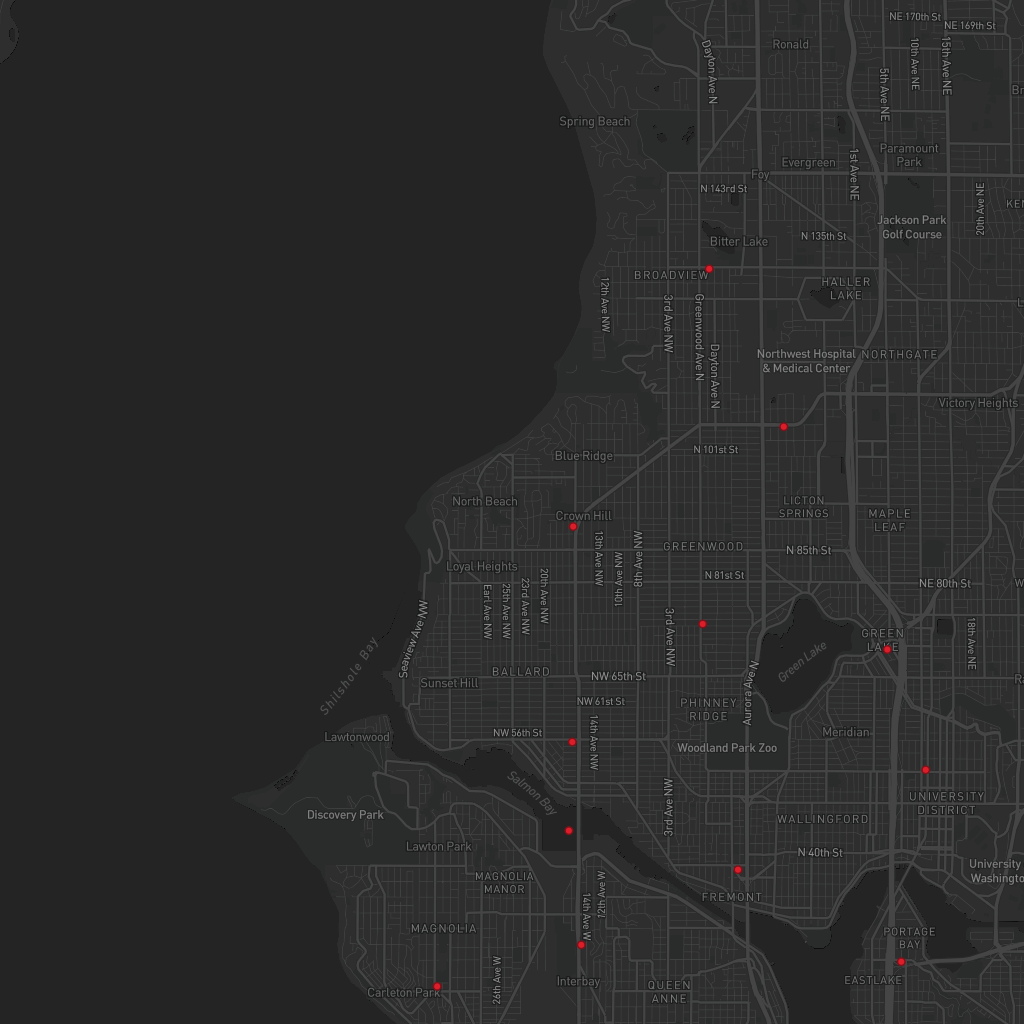 NE 170th St
NE 169th St
Ronald
Dayton Ave N
10th Ave NE
15th Ave NE
5th Ave NE
Br
Spring Beach
Paramount
Park
Evergreen
1st Ave NE
Foy
N 143rd St
20th Ave NE
KEN
Jackson Park
Golf Course
N 135th St
Bitter Lake
BROADVIEW
HALLER
LAKE
12th Ave NW
3rd Ave NW
Greenwood Ave N
Dayton Ave N
L
Northwest Hospital
& Medical Center
NORTHGATE
Victory Heights
N 101st St
Blue Ridge
North Beach
Crown Hill
LICTON
SPRINGS
MAPLE
LEAF
13th Ave NW
10th Ave NW
8th Ave NW
GREENWOOD
N 85th St
Loyal Heights
N 81st St
NE 80th St
W
Earl Ave NW
25th Ave NW
23rd Ave NW
20th Ave NW
Seaview Ave NW
3rd Ave NW
GREEN
LAKE
18th Ave NE
Green Lake
Shilshole Bay
BALLARD
NW 65th St
Sunset Hill
Ra
Aurora Ave N
NW 61st St
PHINNEY
RIDGE
14th Ave NW
NW 56th St
Meridian
Lawtonwood
Woodland Park Zoo
Salmon Bay
3rd Ave NW
UNIVERSITY
DISTRICT
Discovery Park
WALLINGFORD
Lawton Park
N 40th St
University
Washington
MAGNOLIA
MANOR
12th Ave W
14th Ave W
FREMONT
MAGNOLIA
PORTAGE
BAY
26th Ave W
Interbay
EASTLAKE
Carleton Park
QUEEN
ANNE